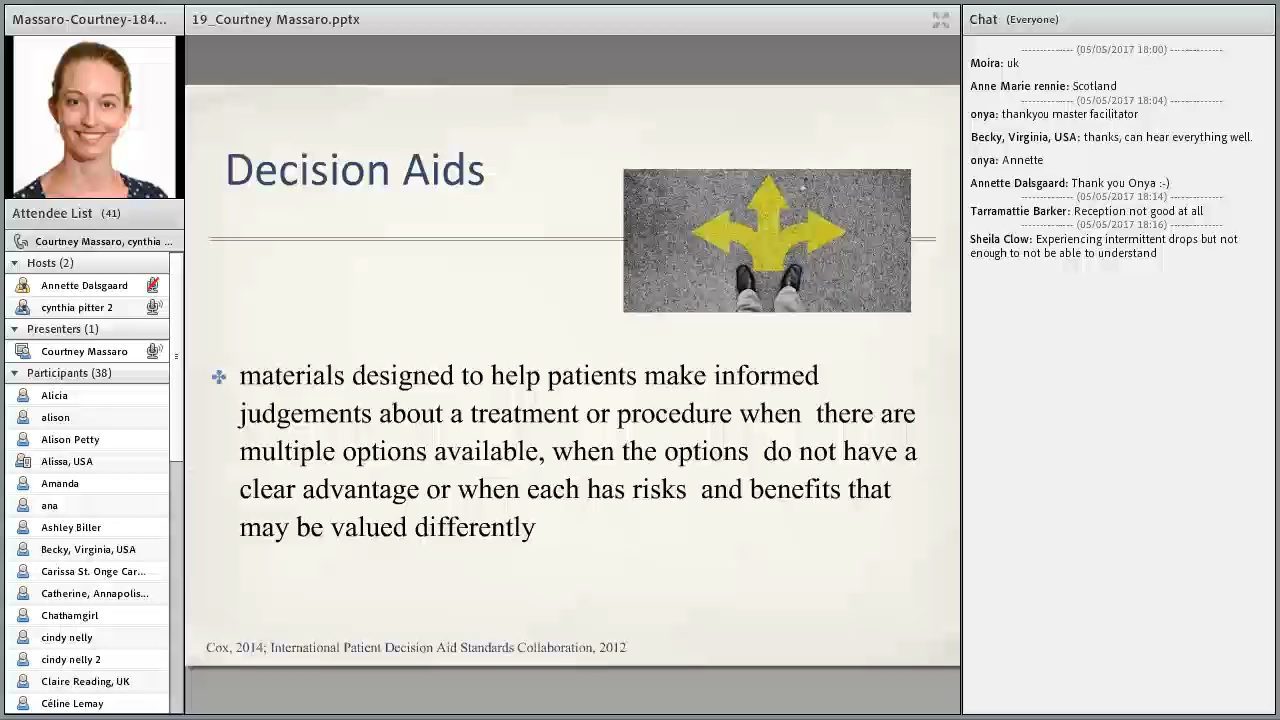 Massaro-Courtney-184...
Attendee List (41)
Courtney Massaro, cynthia ...
Hosts (2)
Annette Dalsgaard
cynthia pitter 2
Presenters (1)
Courtney Massaro
Participants (38)
Alicia
alison
Alison Petty
Alissa, USA
Amanda
ana
Ashley Biller
Becky, Virginia, USA
Carissa St. Onge Car...
Catherine, Annapolis...
Chathamgirl
cindy nelly
cindy nelly 2
Claire Reading, UK
Céline Lemay
19_Courtney Massaro.pptx
Decision Aids
materials designed to help patients make informed
judgements about a treatment or procedure when  there are
multiple options available, when the options  do not have a
clear advantage or when each has risks  and benefits that
may be valued differently
Cox, 2014; International Patient Decision Aid Standards Collaboration, 2012
Chat (Everyone)
------------- (05/05/2017 18:00) -------------
Moira: uk
Anne Marie rennie: Scotland
------------- (05/05/2017 18:04) -------------
onya: thankyou master facilitator
Becky, Virginia, USA: thanks, can hear everything well.
onya: Annette
Annette Dalsgaard: Thank you Onya :-)
------------- (05/05/2017 18:14) -------------
Tarramattie Barker: Reception not good at all
------------- (05/05/2017 18:16) -------------
Sheila Clow: Experiencing intermittent drops but not
enough to not be able to understand